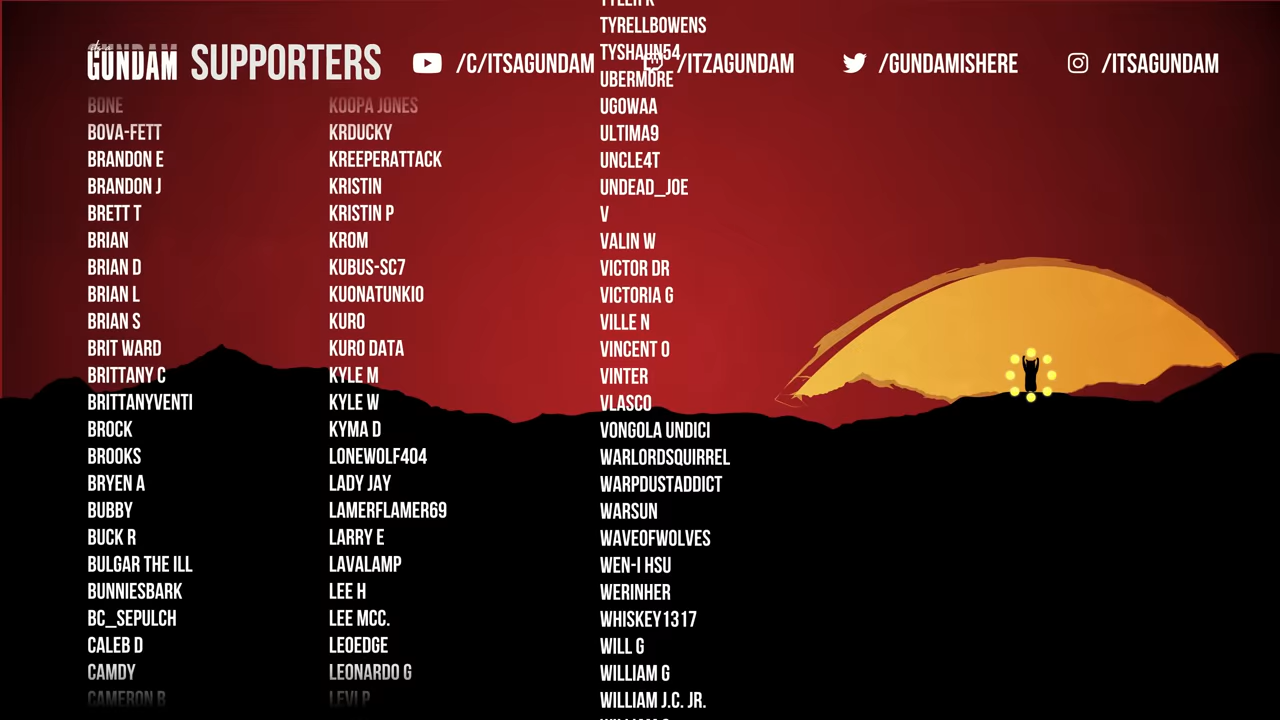 GUNDAM SUPPORTERS
/C/ITSAGUNDAM
/ITZAGUNDAM
/GUNDAMISHERE
/ITSAGUNDAM
BONE
BOVA-FETT
BRANDON E
BRANDON J
BRETT T
BRIAN
BRIAN D
BRIAN L
BRIAN S
BRIT WARD
BRITTANY C
BRITTANYVENTI
BROCK
BROOKS
BRYEN A
BUBBY
BUCK R
BULGAR THE ILL
BUNNIESBARK
BC_SEPULCH
CALEB D
CAMDY
CAMERON B
KOOPA JONES
KRDUCKY
KREEPERATTACK
KRISTIN
KRISTIN P
KROM
KUBUS-SC7
KUONATUNKIO
KURO
KURO DATA
KYLE M
KYLE W
KYMA D
LONEWOLF404
LADY JAY
LAMERFLAMER69
LARRY E
LAVALAMP
LEE H
LEE MCC.
LEOEDGE
LEONARDO G
LEVI P
TYRELLBOWENS
TYSHAUN54
UBERMORE
UGOWAA
ULTIMA9
UNCLE4T
UNDEAD_JOE
V
VALIN W
VICTOR DR
VICTORIA G
VILLE N
VINCENT O
VINTER
VLASCO
VONGOLA UNDICI
WARLORDSQUIRREL
WARPDUSTADDICT
WARSUN
WAVEOFWOLVES
WEN-I HSU
WERINHER
WHISKEY1317
WILL G
WILLIAM G
WILLIAM J.C. JR.